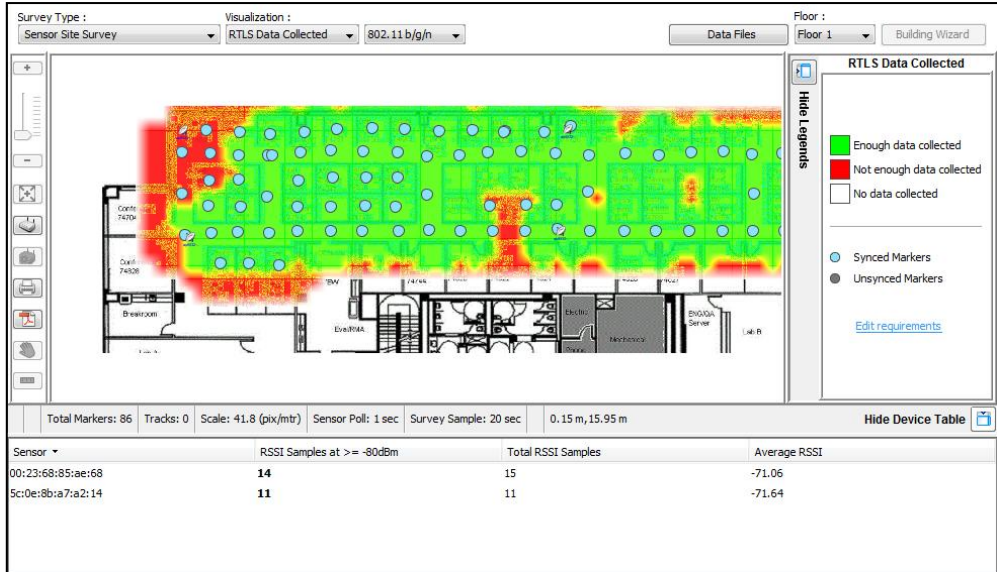 Survey Type :
Visualization :
Floor :
Sensor Site Survey
RTLS Data Collected
802.11 b/g/n
Data Files
Floor 1
Building Wizard
RTLS Data Collected
Hide Legends
Enough data collected
Not enough data collected
No data collected
Synced Markers
Unsynced Markers
Edit requirements
Breakroom
Eval/RMA
Electric
Mechanical
ENG/QA
Server
Lab B
Total Markers: 86
Tracks: 0
Scale: 41.8 (pix/mtr)
Sensor Poll: 1 sec
Survey Sample: 20 sec
0.15 m, 15.95 m
Hide Device Table
Sensor
RSSI Samples at >= -80dBm
Total RSSI Samples
Average RSSI
00:23:68:85:ae:68
14
15
-71.06
5c:0e:8b:a7:a2:14
11
11
-71.64